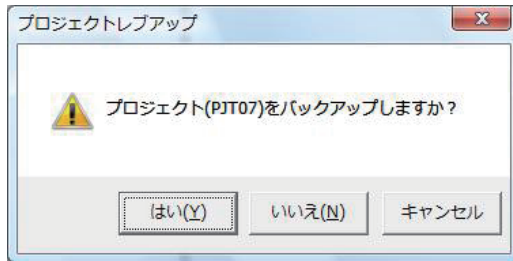 プロジェクトレブアップ
プロジェクト(PJT07)をバックアップしますか？
はい(Y)
いいえ(N)
キャンセル